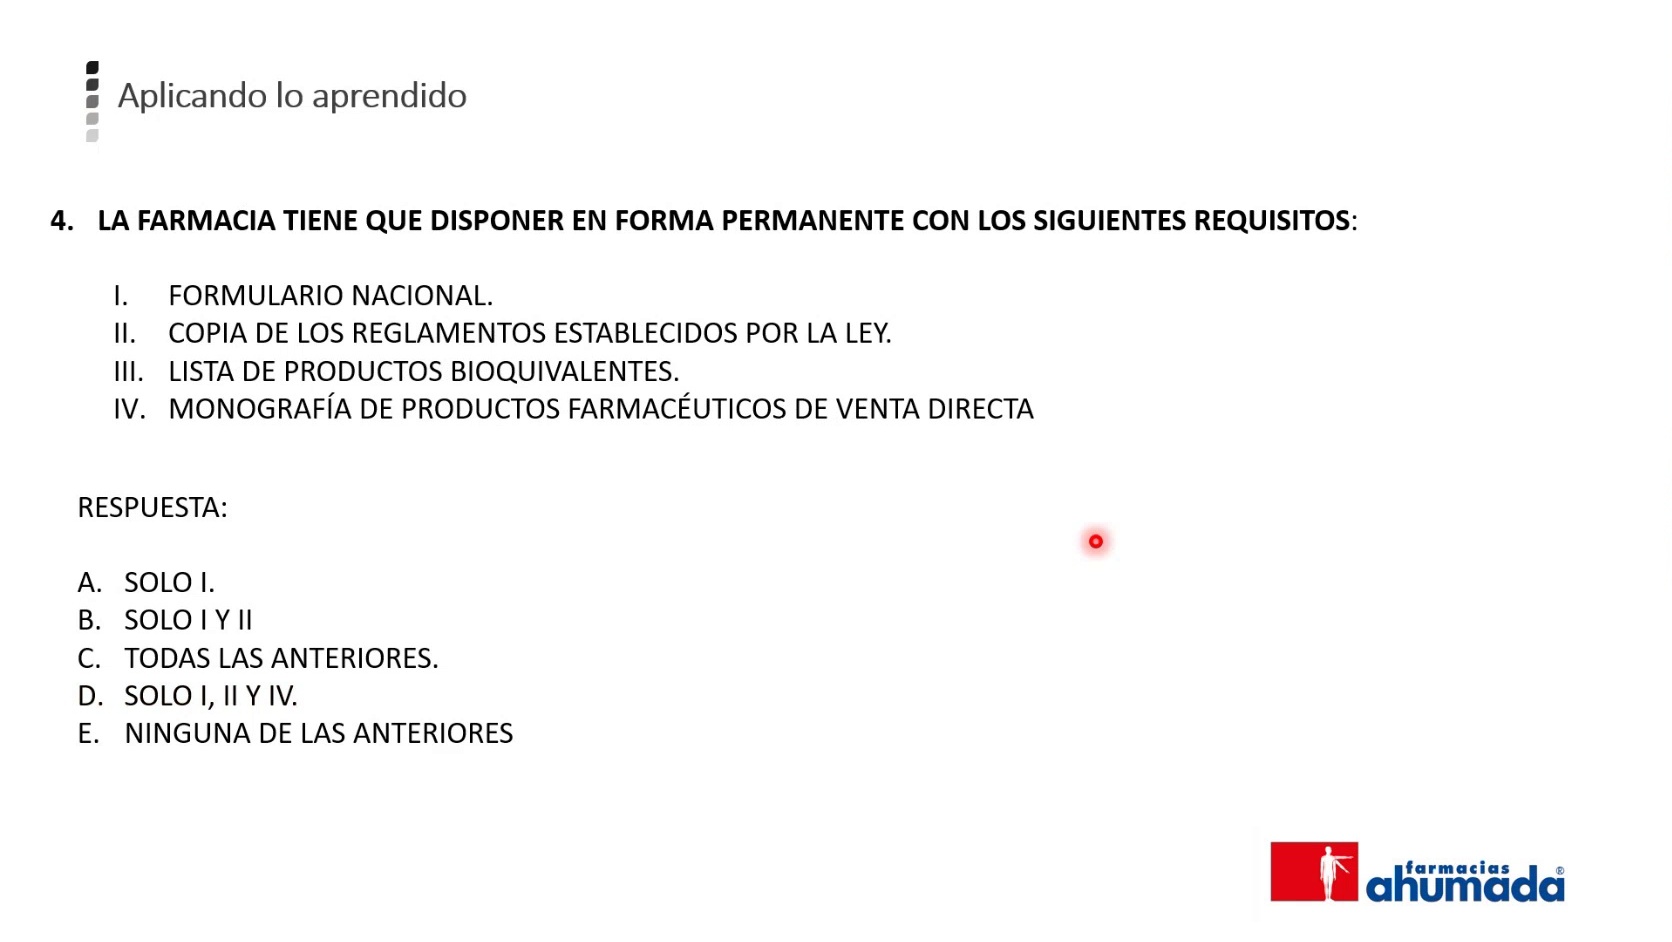 Aplicando lo aprendido
4. LA FARMACIA TIENE QUE DISPONER EN FORMA PERMANENTE CON LOS SIGUIENTES REQUISITOS:
I. FORMULARIO NACIONAL.
II. COPIA DE LOS REGLAMENTOS ESTABLECIDOS POR LA LEY.
III. LISTA DE PRODUCTOS BIOQUIVALENTES.
IV. MONOGRAFÍA DE PRODUCTOS FARMACÉUTICOS DE VENTA DIRECTA
RESPUESTA:
A. SOLO I.
B. SOLO I Y II
C. TODAS LAS ANTERIORES.
D. SOLO I, II Y IV.
E. NINGUNA DE LAS ANTERIORES
farmacias
ahumada®